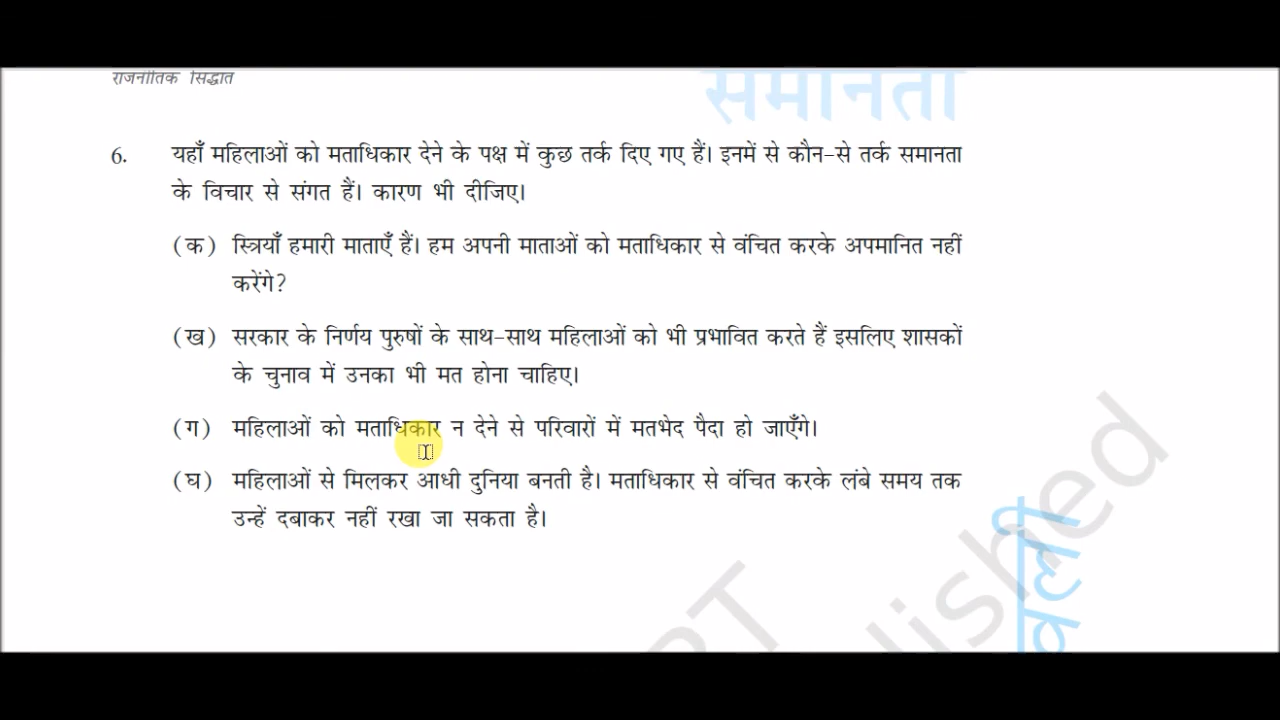 राजनीतिक सिद्धांत
समानता
6. यहाँ महिलाओं को मताधिकार देने के पक्ष में कुछ तर्क दिए गए हैं। इनमें से कौन-से तर्क समानता
के विचार से संगत हैं। कारण भी दीजिए।
(क) स्त्रियाँ हमारी माताएँ हैं। हम अपनी माताओं को मताधिकार से वंचित करके अपमानित नहीं
करेंगे?
(ख) सरकार के निर्णय पुरुषों के साथ-साथ महिलाओं को भी प्रभावित करते हैं इसलिए शासकों
के चुनाव में उनका भी मत होना चाहिए।
(ग) महिलाओं को मताधिकार न देने से परिवारों में मतभेद पैदा हो जाएँगे।
(घ) महिलाओं से मिलकर आधी दुनिया बनती है। मताधिकार से वंचित करके लंबे समय तक
उन्हें दबाकर नहीं रखा जा सकता है।